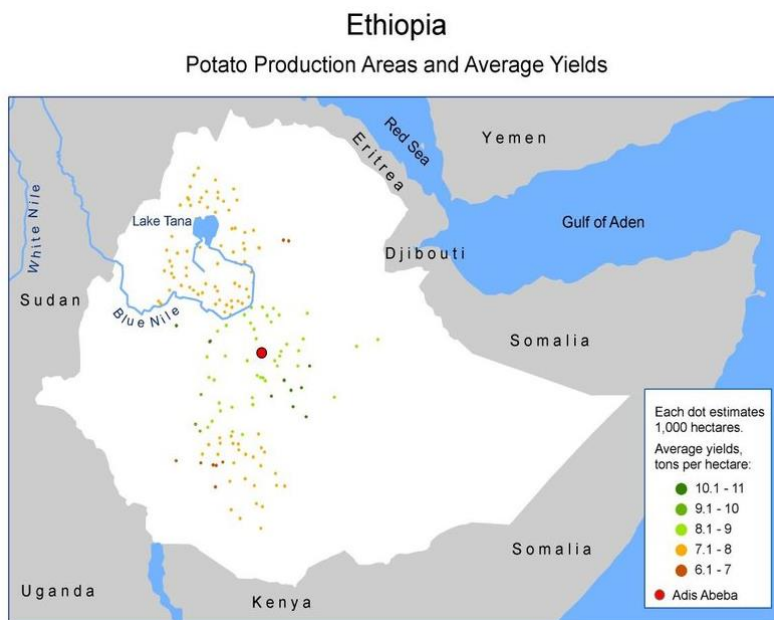 Ethiopia
Potato Production Areas and Average Yields
Red Sea
Yemen
Eritrea
White Nile
Lake Tana
Gulf of Aden
Djibouti
Sudan
Blue Nile
Somalia
Each dot estimates
1,000 hectares.
Average yields,
tons per hectare:
10.1 - 11
9.1 - 10
8.1 - 9
7.1 - 8
6.1 - 7
Adis Abeba
Somalia
Uganda
Kenya